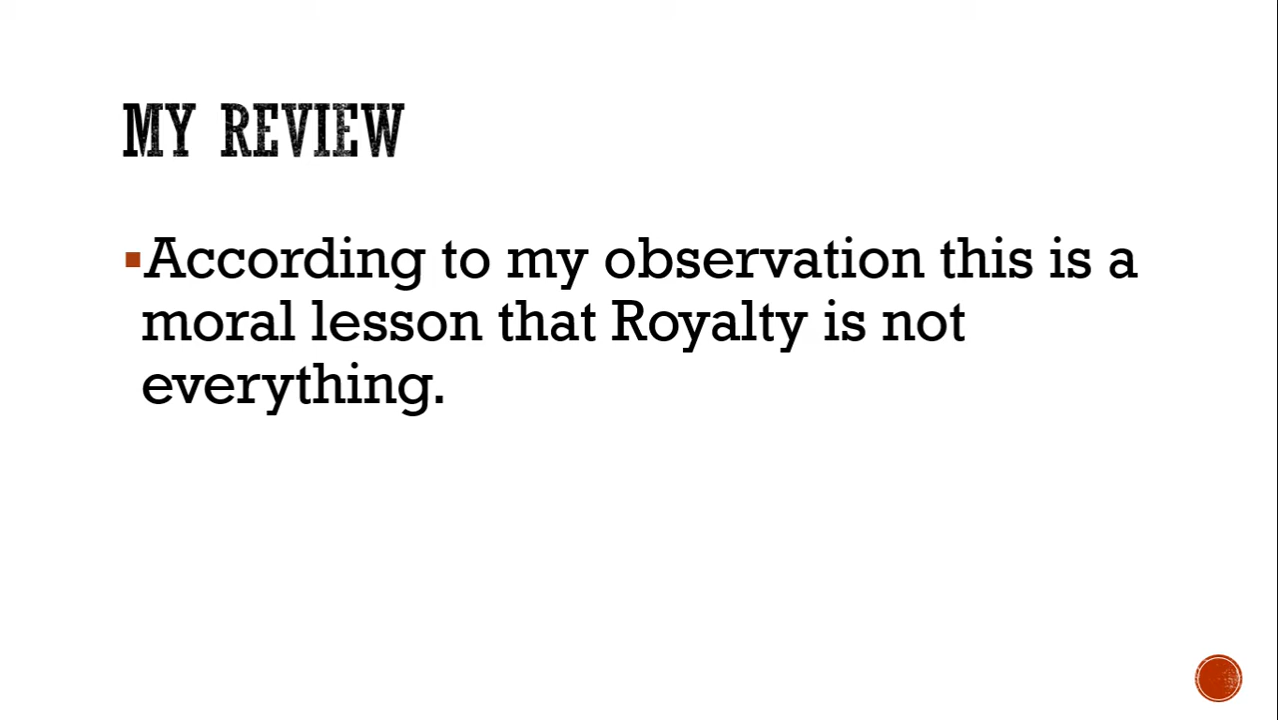 MY REVIEW
▪According to my observation this is a
moral lesson that Royalty is not
everything.